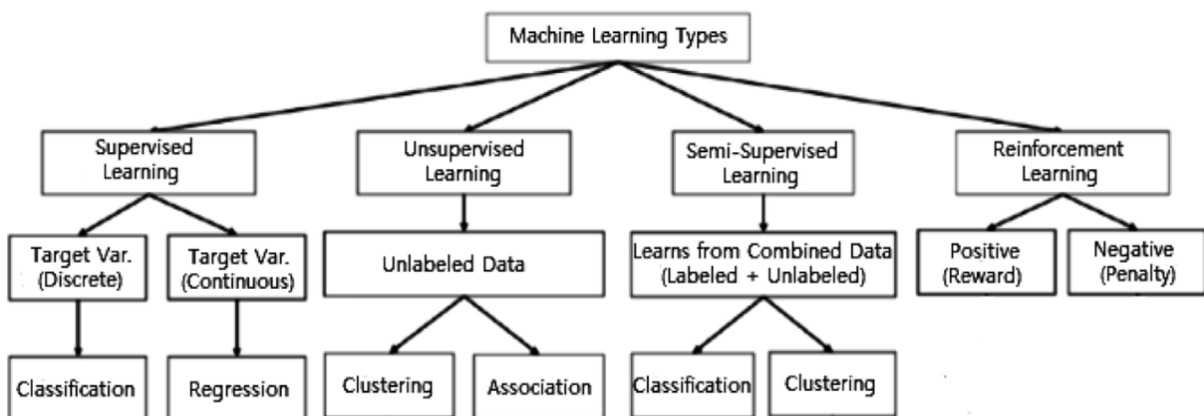 Machine Learning Types
Supervised
Learning
Unsupervised
Learning
Semi-Supervised
Learning
Reinforcement
Learning
Target Var.
(Discrete)
Target Var.
(Continuous)
Unlabeled Data
Learns from Combined Data
(Labeled + Unlabeled)
Positive
(Reward)
Negative
(Penalty)
Classification
Regression
Clustering
Association
Classification
Clustering